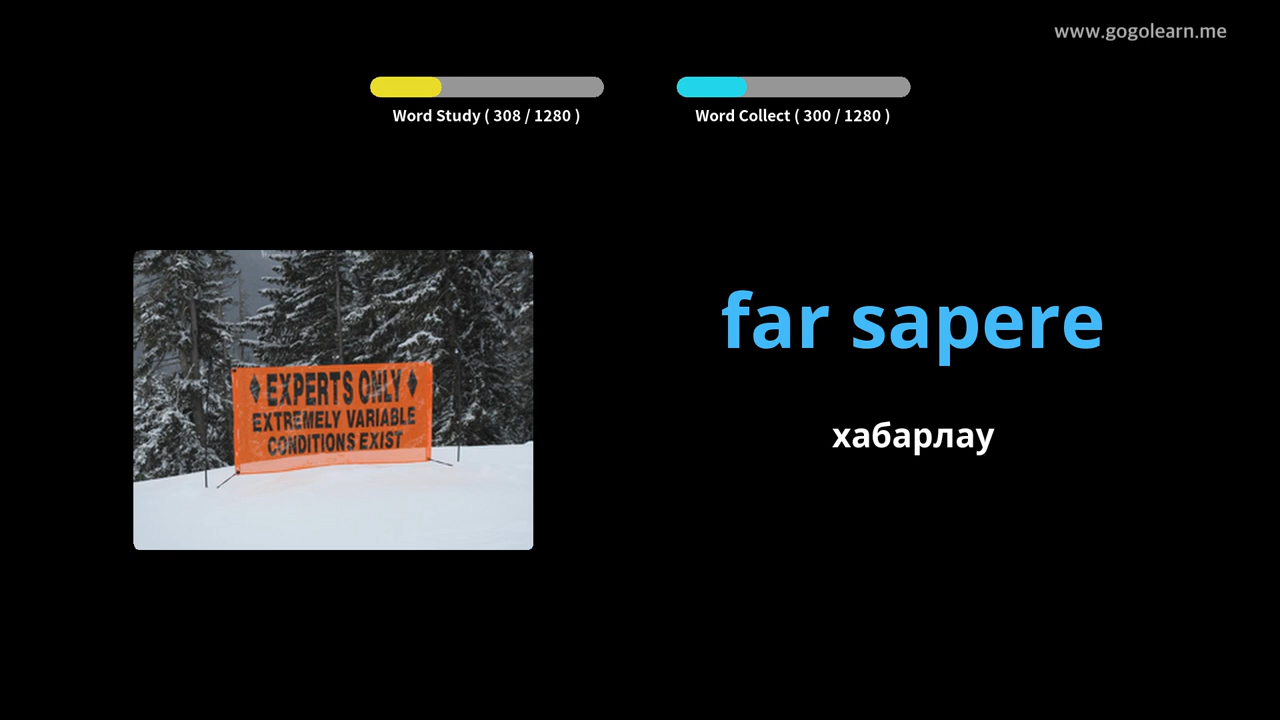 www.gogolearn.me
Word Study ( 308 / 1280 )
Word Collect ( 300 / 1280 )
EXPERTS ONLY
EXTREMELY VARIABLE
CONDITIONS EXIST
far sapere
хабарлау